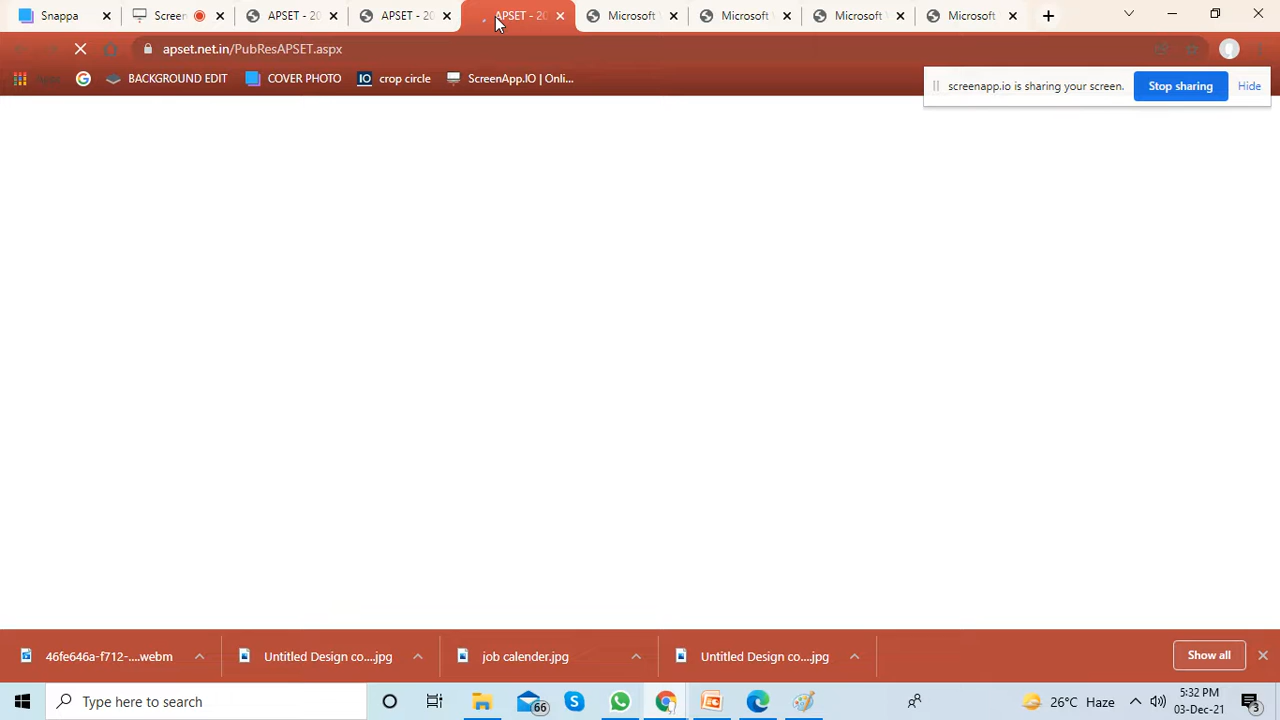 Snappa
Screen
APSET - 20
APSET - 20
APSET - 20
Microsoft
Microsoft
Microsoft
Microsoft
apset.net.in/PubResAPSET.aspx
Apps
BACKGROUND EDIT
COVER PHOTO
IO crop circle
ScreenApp.IO | Onli...
screenapp.io is sharing your screen.
Stop sharing
Hide
46fe646a-f712-....webm
Untitled Design co....jpg
job calender.jpg
Untitled Design co....jpg
Show all
Type here to search
66
26°C Haze
5:32 PM
03-Dec-21
3